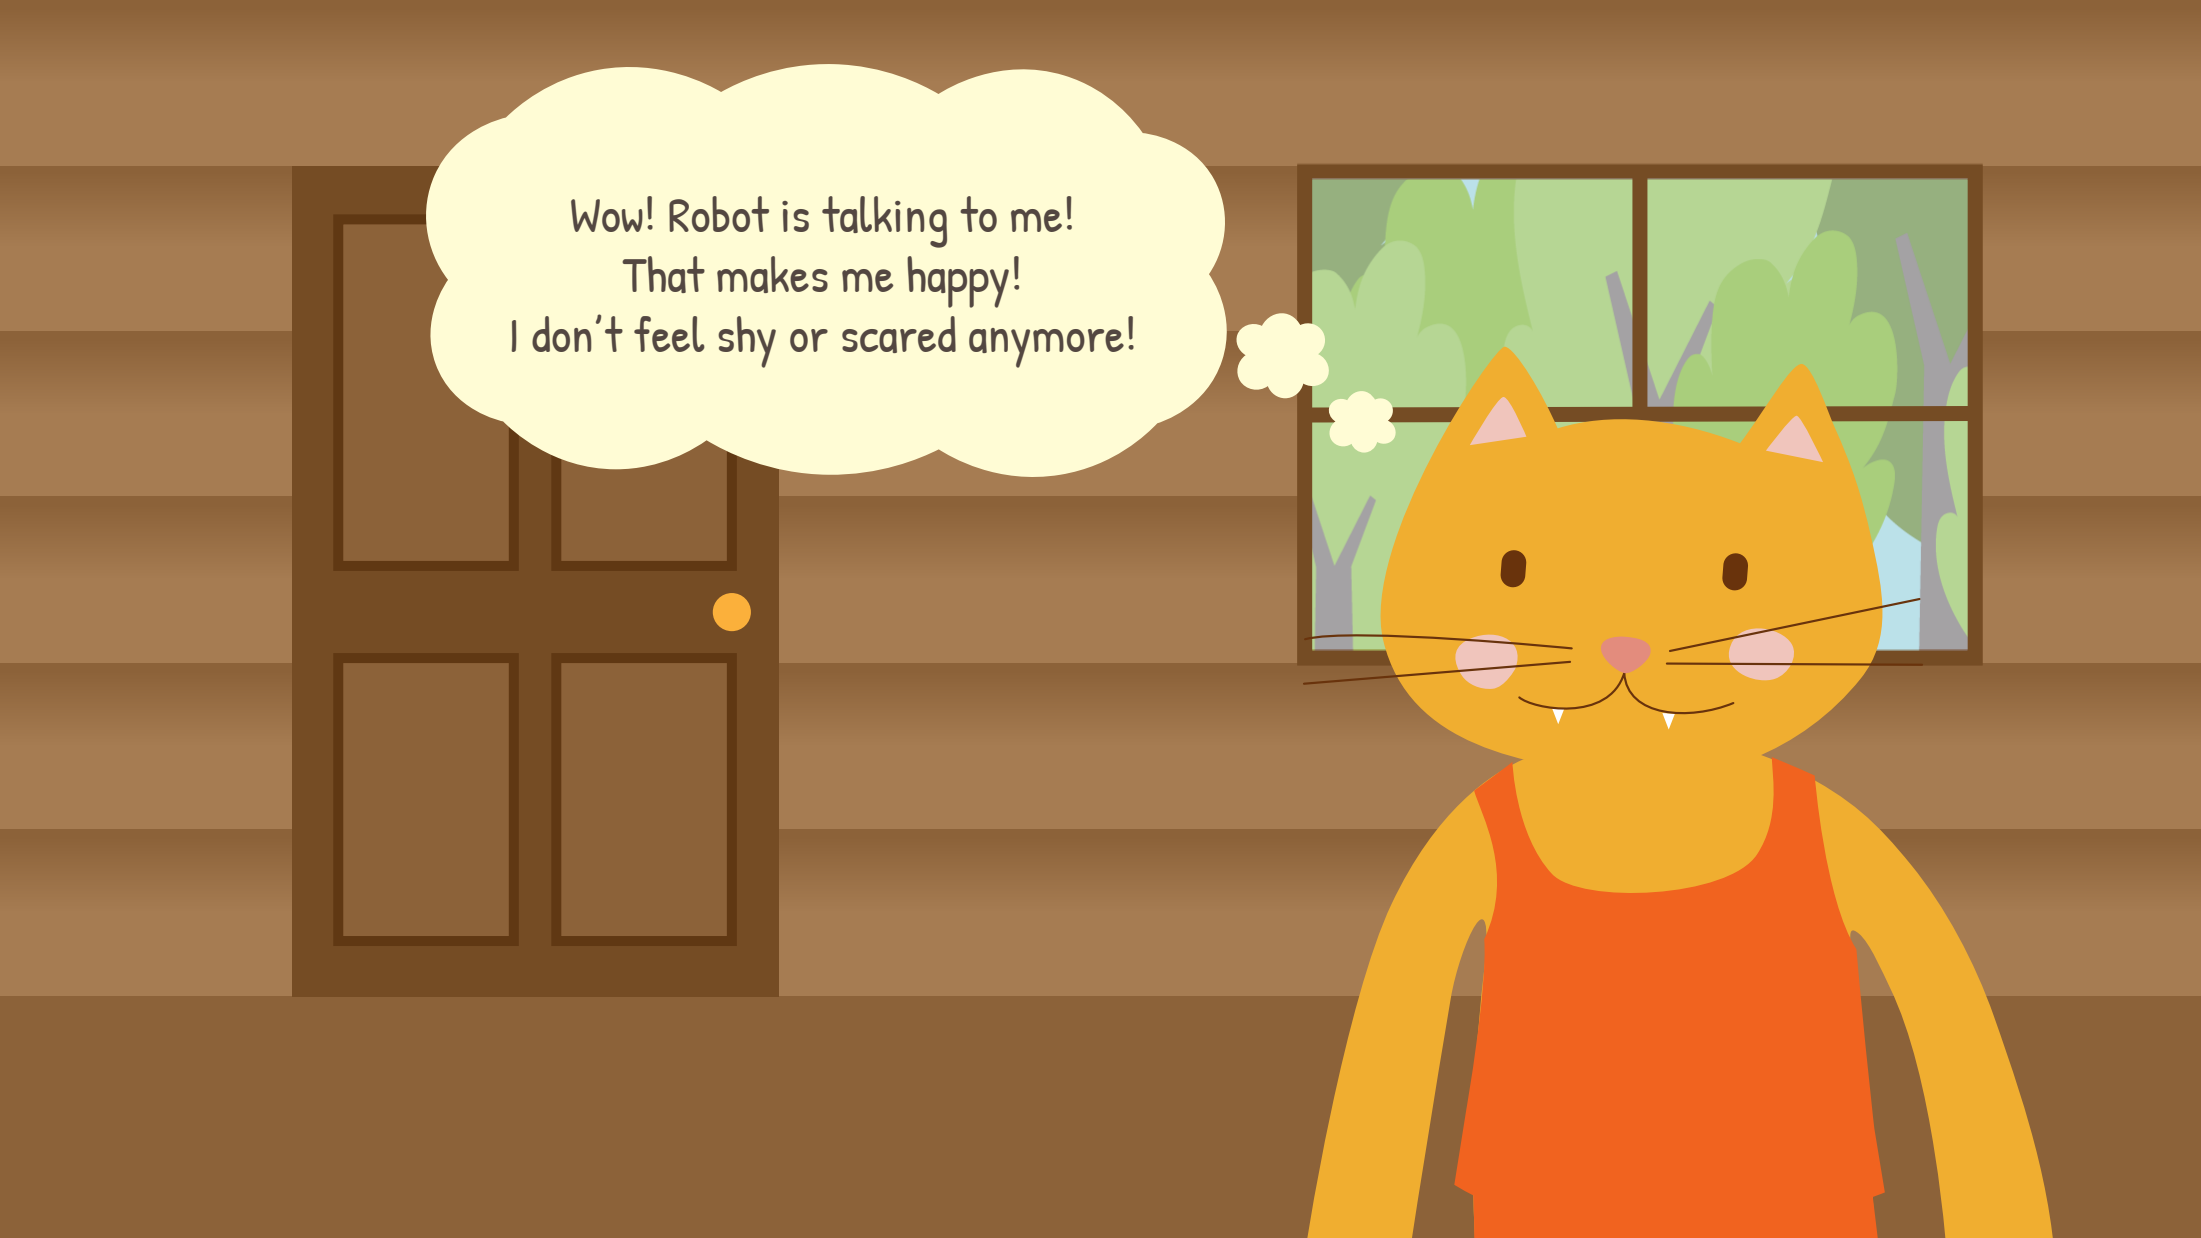 Wow! Robot is talking to me!
That makes me happy!
I don't feel shy or scared anymore!